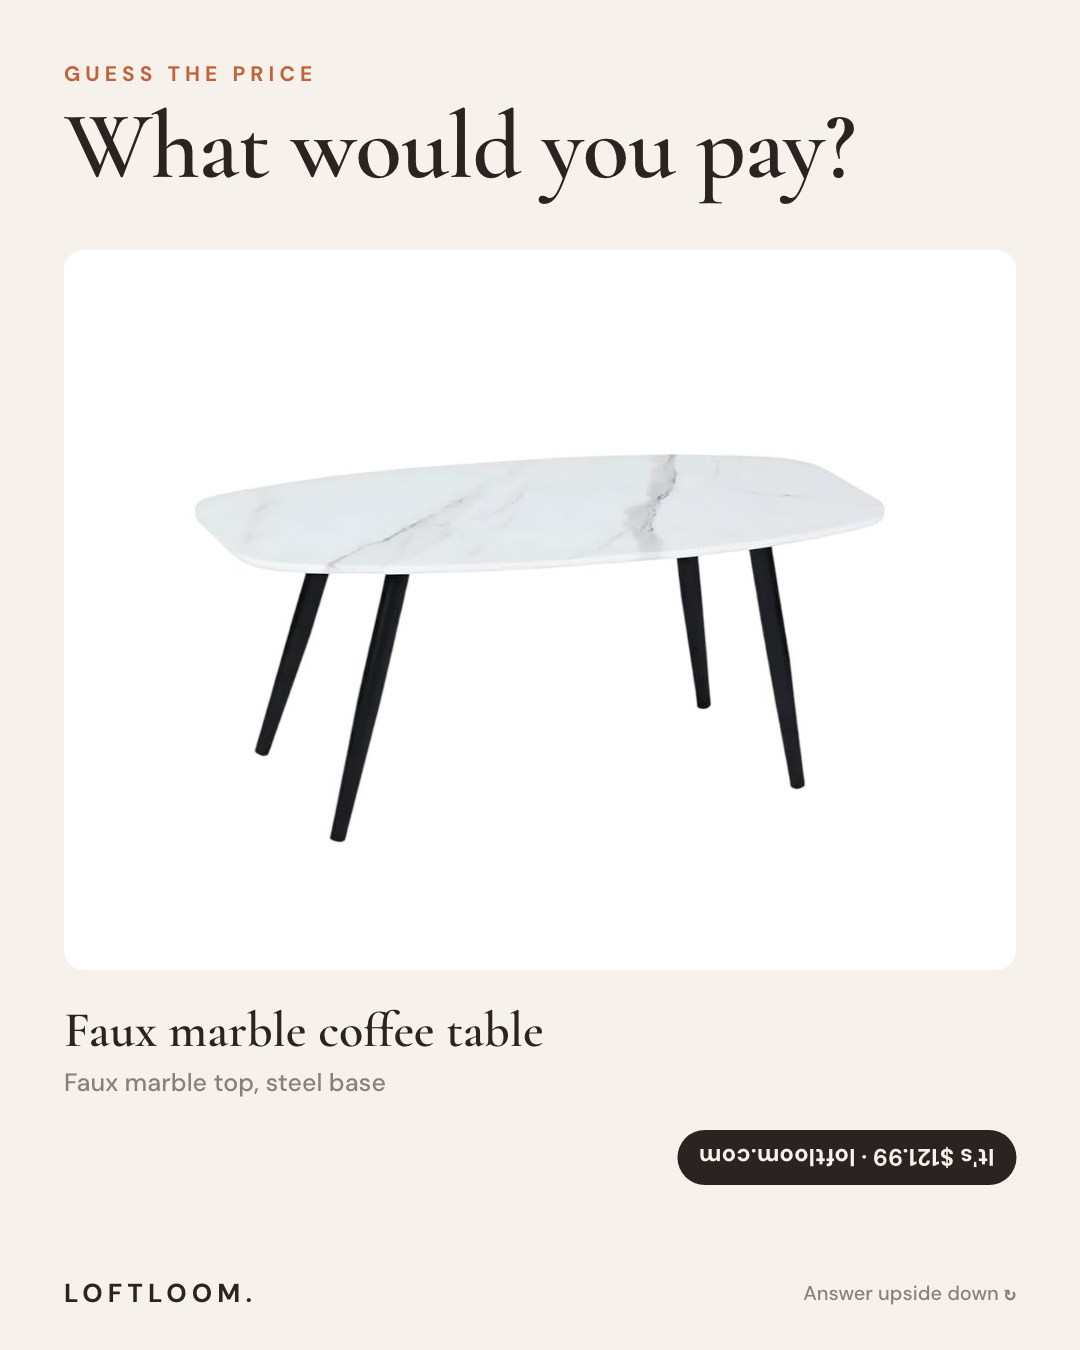 GUESS THE PRICE
What would you pay?
Faux marble coffee table
Faux marble top, steel base
It's $121.99 · loftloom.com
LOFTLOOM.
Answer upside down ↻